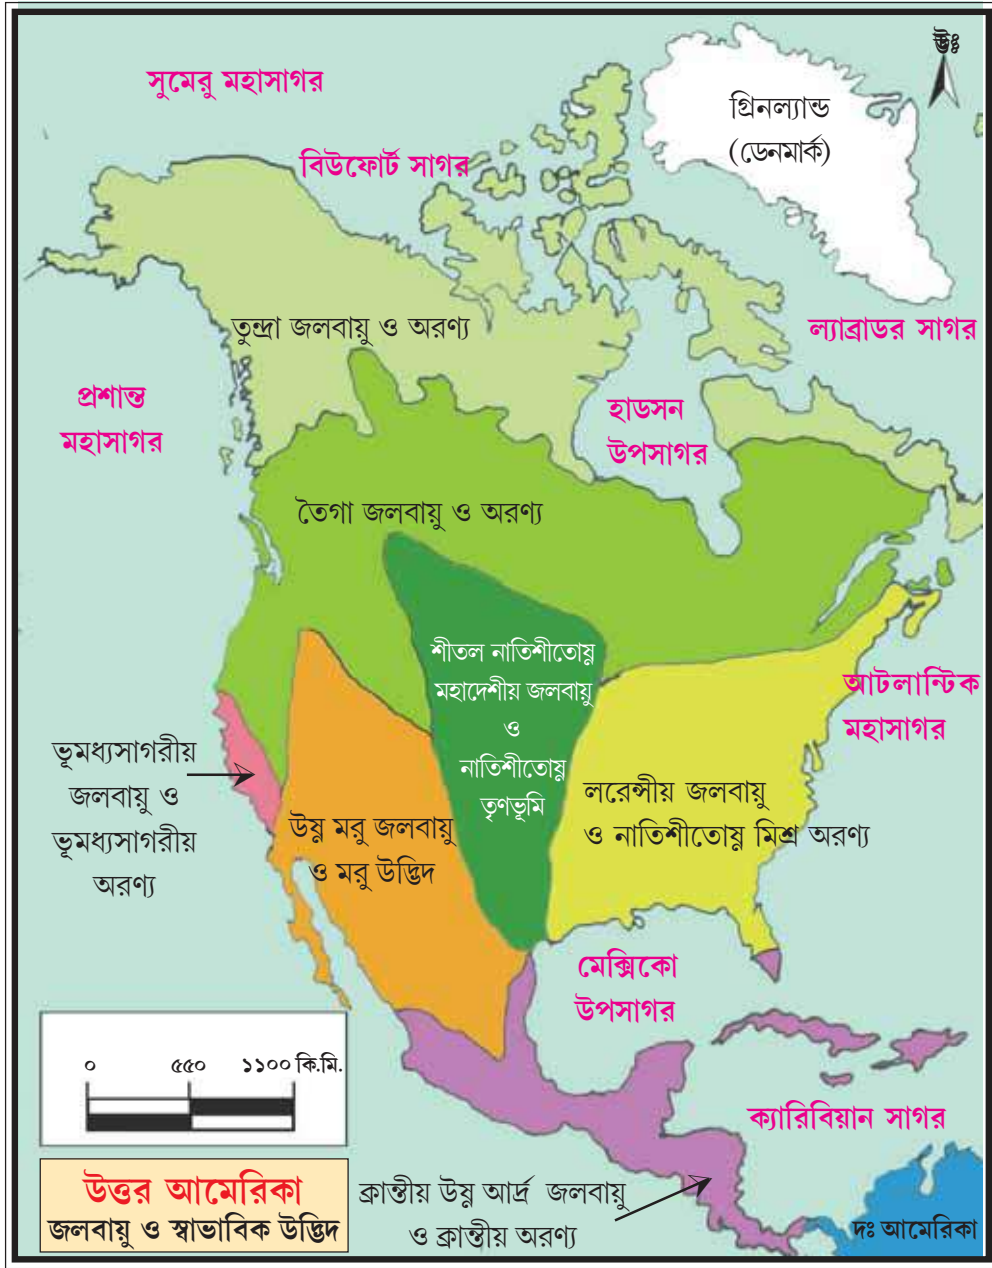 উঃ
সুমেরু মহাসাগর
গ্রিনল্যান্ড
(ডেনমার্ক)
বিউফোর্ট সাগর
তুন্দ্রা জলবায়ু ও অরণ্য
ল্যাব্রাডর সাগর
প্রশান্ত
মহাসাগর
হাডসন
উপসাগর
তৈগা জলবায়ু ও অরণ্য
শীতল নাতিশীতোষ্ণ
মহাদেশীয় জলবায়ু
ও
নাতিশীতোষ্ণ
তৃণভূমি
আটলান্টিক
মহাসাগর
ভূমধ্যসাগরীয়
জলবায়ু ও
ভূমধ্যসাগরীয়
অরণ্য
উষ্ণ মরু জলবায়ু
ও মরু উদ্ভিদ
লরেন্সীয় জলবায়ু
ও নাতিশীতোষ্ণ মিশ্র অরণ্য
মেক্সিকো
উপসাগর
০ ৫৫০ ১১০০ কি.মি.
ক্যারিবিয়ান সাগর
উত্তর আমেরিকা
জলবায়ু ও স্বাভাবিক উদ্ভিদ
ক্রান্তীয় উষ্ণ আর্দ্র জলবায়ু
ও ক্রান্তীয় অরণ্য
দঃ আমেরিকা